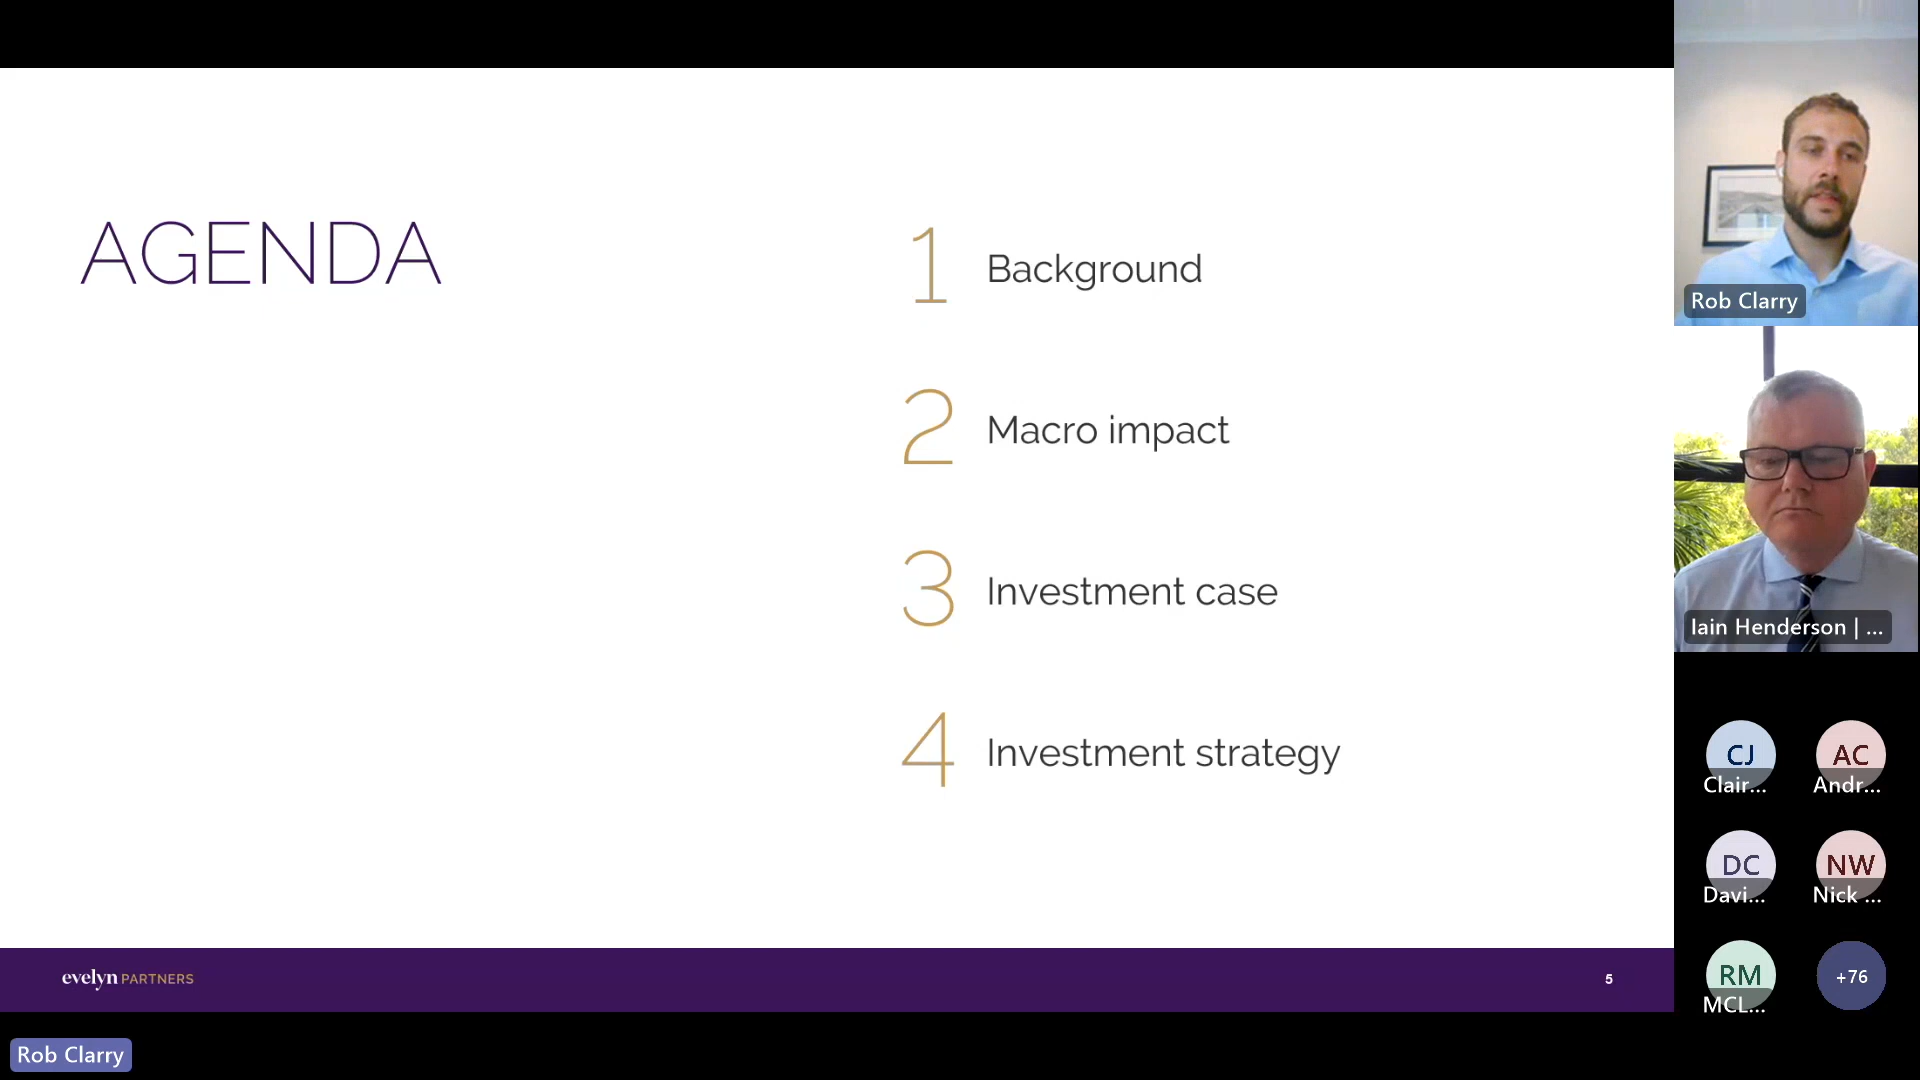 AGENDA
1 Background
2 Macro impact
3 Investment case
4 Investment strategy
evelyn PARTNERS
5
Rob Clarry
Rob Clarry
Iain Henderson | ...
CJ
Clair...
AC
Andr...
DC
Davi...
NW
Nick ...
RM
MCL...
+76